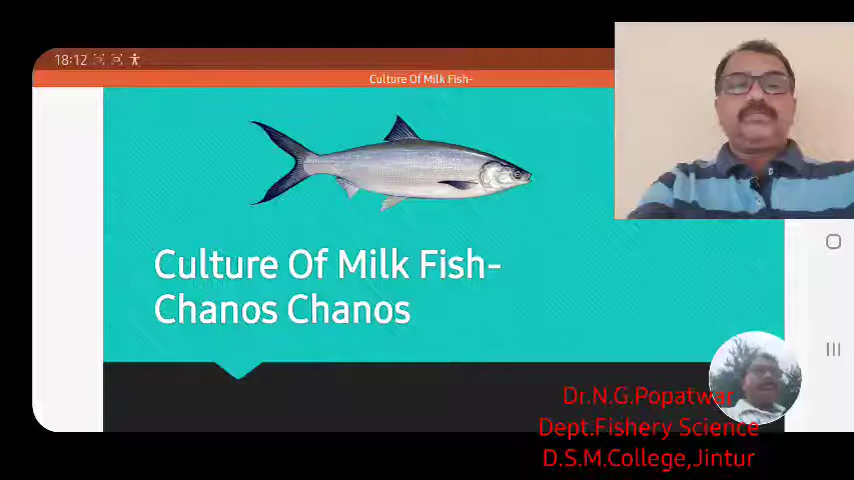 18:12
Culture Of Milk Fish-
Culture Of Milk Fish-
Chanos Chanos
Dr.N.G.Popatwar
Dept.Fishery Science
D.S.M.College,Jintur